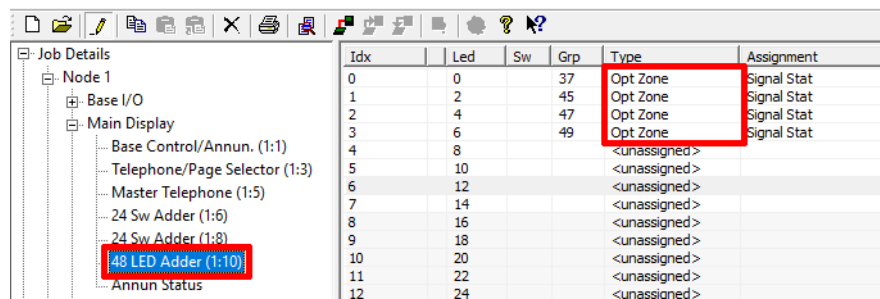 Job Details
Node 1
Base I/O
Main Display
Base Control/Annun. (1:1)
Telephone/Page Selector (1:3)
Master Telephone (1:5)
24 Sw Adder (1:6)
24 Sw Adder (1:8)
48 LED Adder (1:10)
Annun Status
Idx Led Sw Grp Type Assignment
0 0 37 Opt Zone Signal Stat
1 2 45 Opt Zone Signal Stat
2 4 47 Opt Zone Signal Stat
3 6 49 Opt Zone Signal Stat
4 8 <unassigned>
5 10 <unassigned>
6 12 <unassigned>
7 14 <unassigned>
8 16 <unassigned>
9 18 <unassigned>
10 20 <unassigned>
11 22 <unassigned>
12 24 <unassigned>